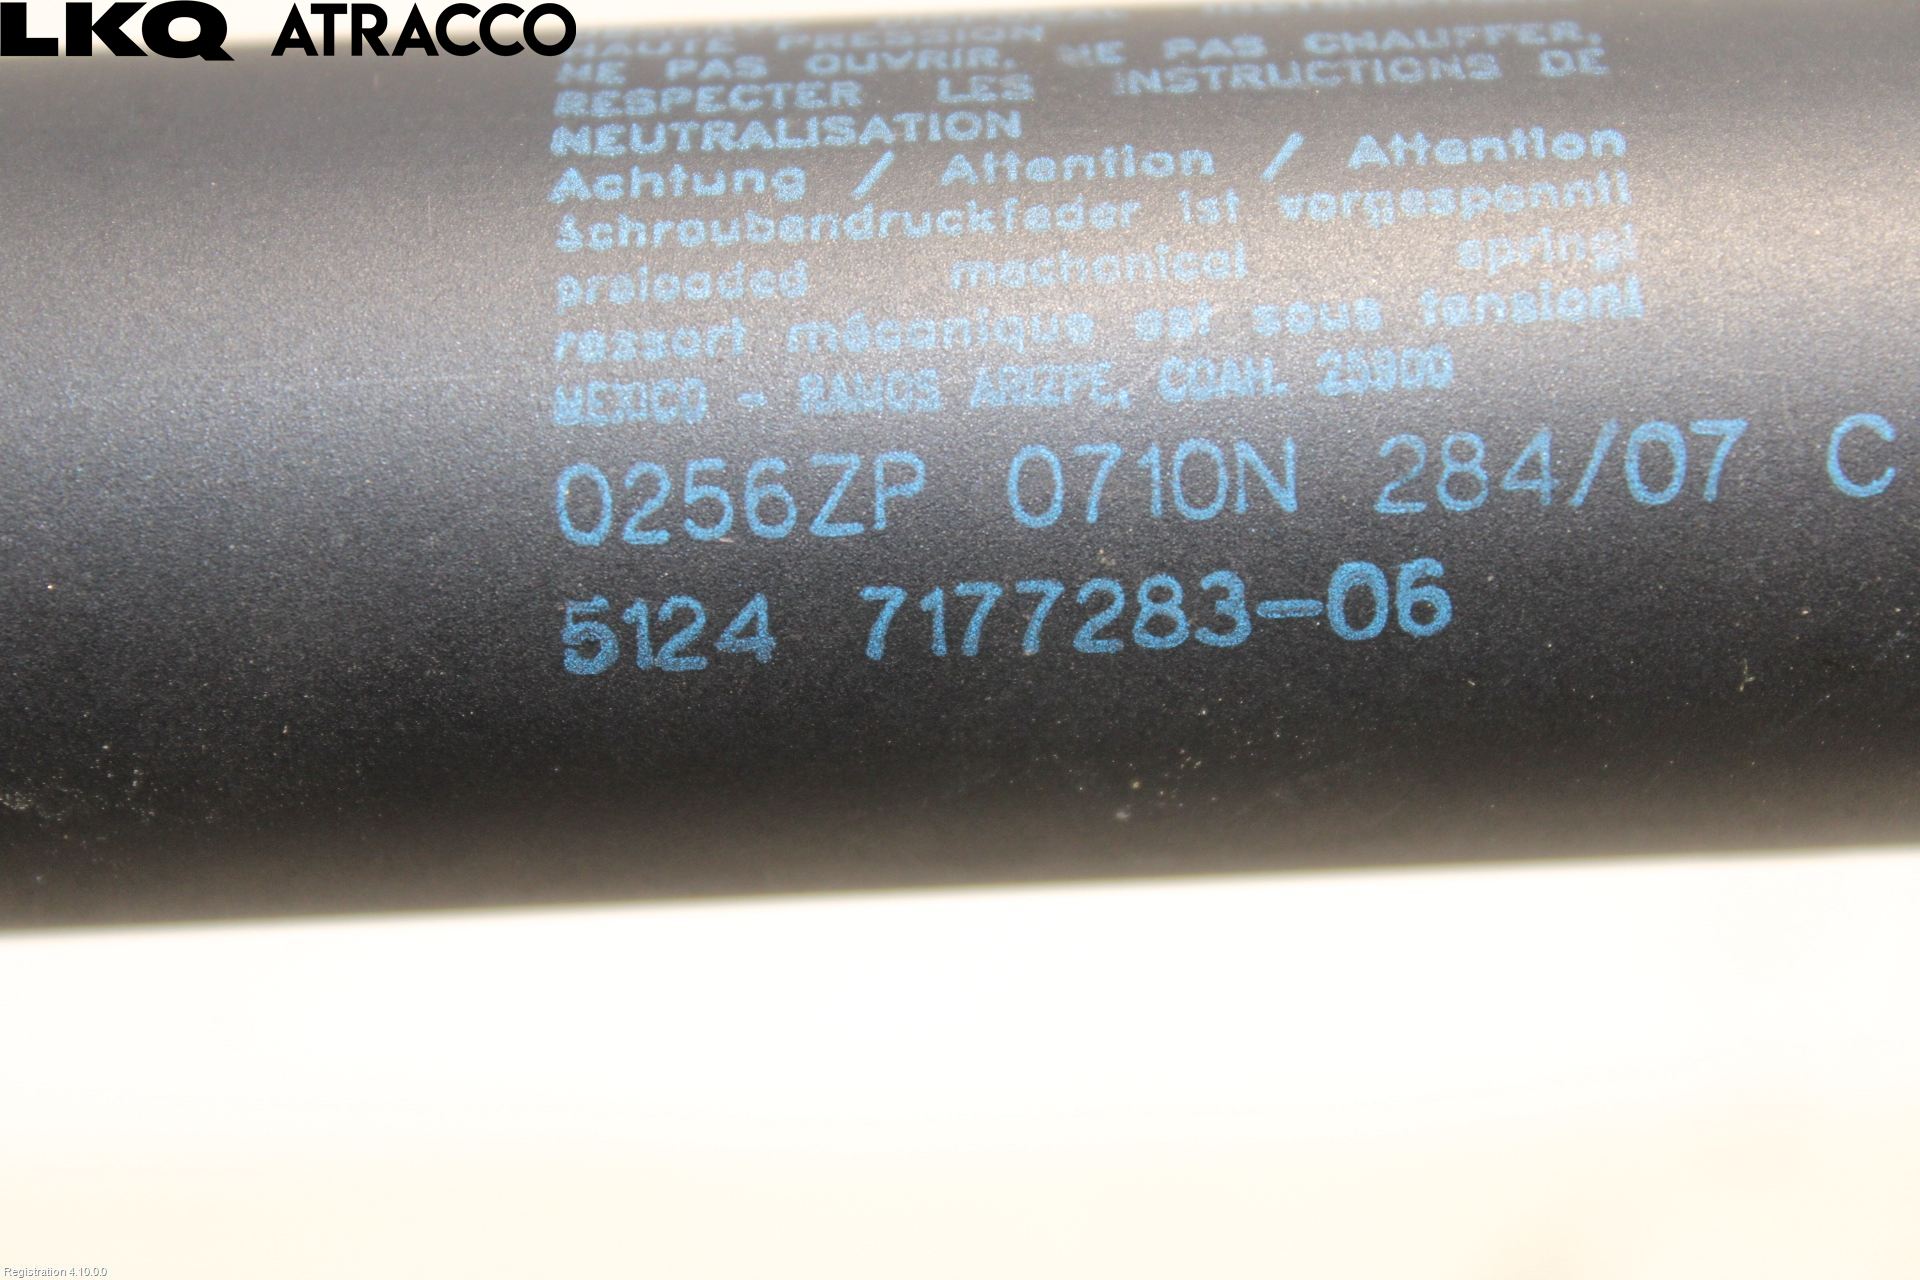 LKQ ATRACCO
DISPOSAL INSTRUCTIONS
HAUTE PRESSION
NE PAS OUVRIR, NE PAS CHAUFFER,
RESPECTER LES INSTRUCTIONS DE
NEUTRALISATION
Achtung / Attention / Attention
Schraubendruckfeder ist vorgespannt!
preloaded mechanical spring!
ressort mécanique est sous tension!
MEXICO - RAMOS ARIZPE, COAH. 25900
0256ZP 0710N 284/07 C
5124 7177283-06
Registration 4.10.0.0